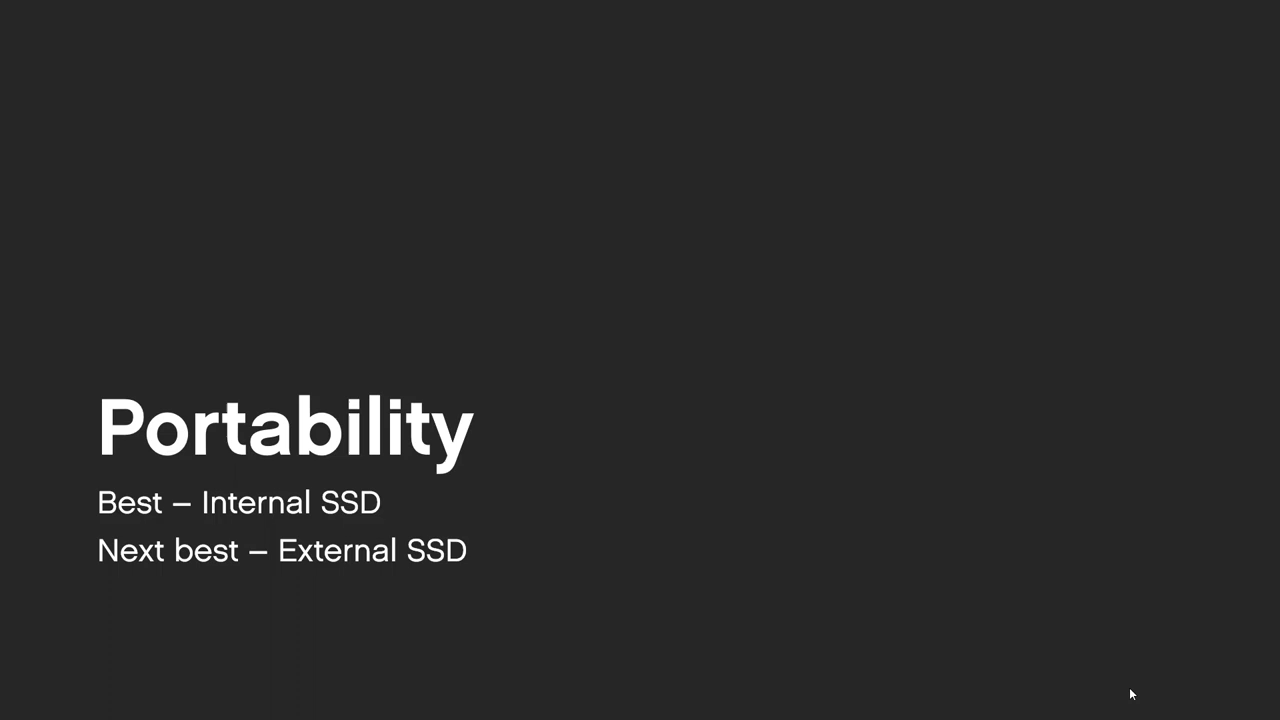 Portability
Best – Internal SSD
Next best – External SSD